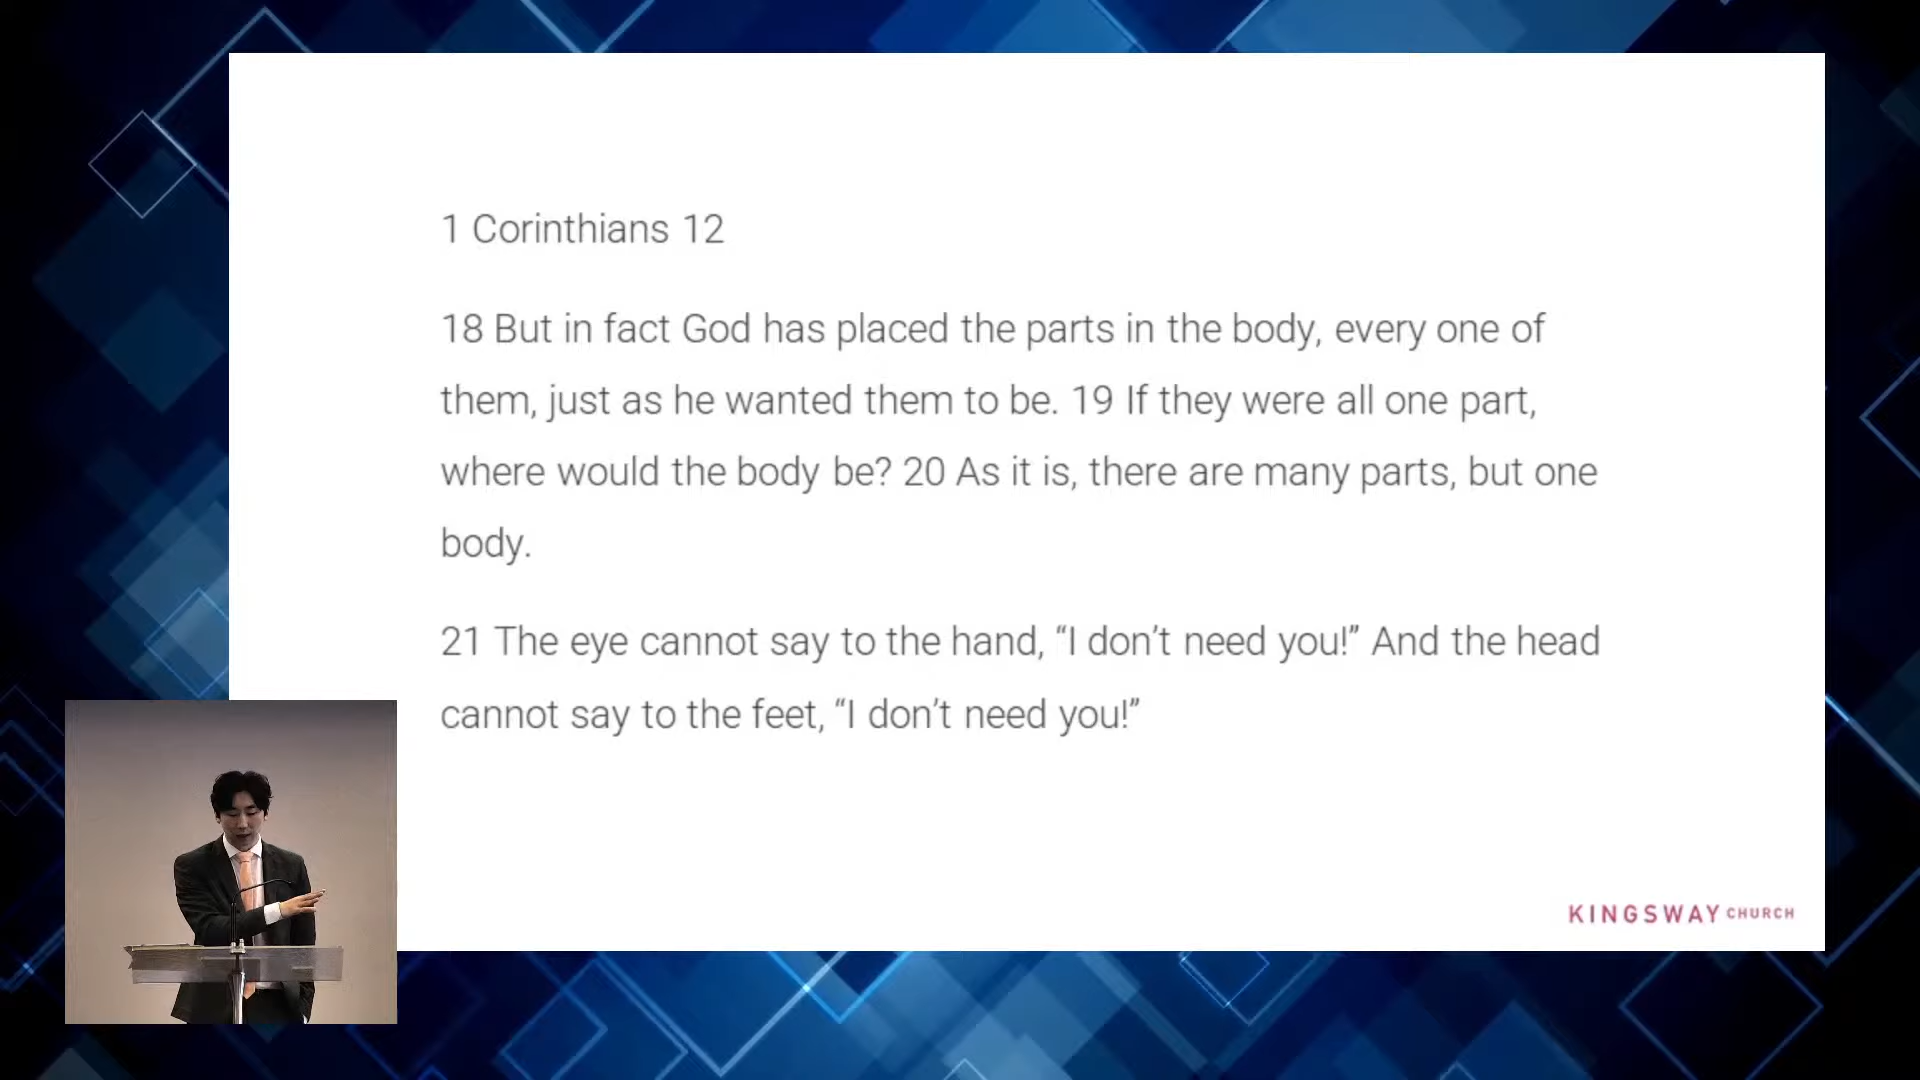 1 Corinthians 12
18 But in fact God has placed the parts in the body, every one of
them, just as he wanted them to be. 19 If they were all one part,
where would the body be? 20 As it is, there are many parts, but one
body.
21 The eye cannot say to the hand, “I don’t need you!” And the head
cannot say to the feet, “I don’t need you!”
KINGSWAY CHURCH